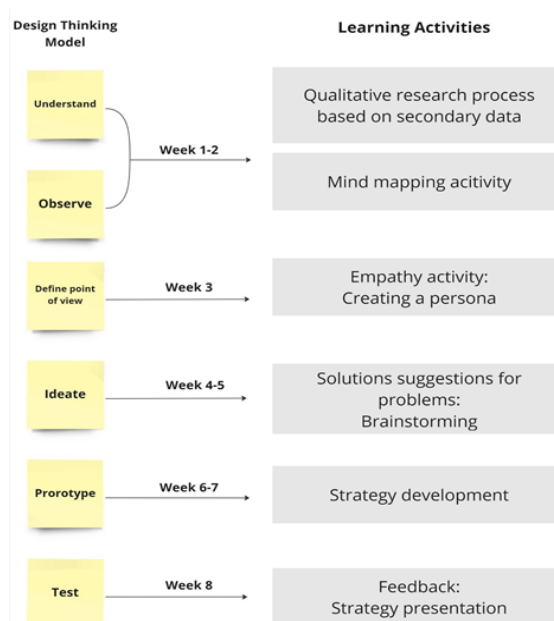 Design Thinking
Model
Learning Activities
Understand
Observe
Week 1-2
Qualitative research process
based on secondary data
Mind mapping acitivity
Define point
of view
Week 3
Empathy activity:
Creating a persona
Ideate
Week 4-5
Solutions suggestions for
problems:
Brainstorming
Prorotype
Week 6-7
Strategy development
Test
Week 8
Feedback:
Strategy presentation